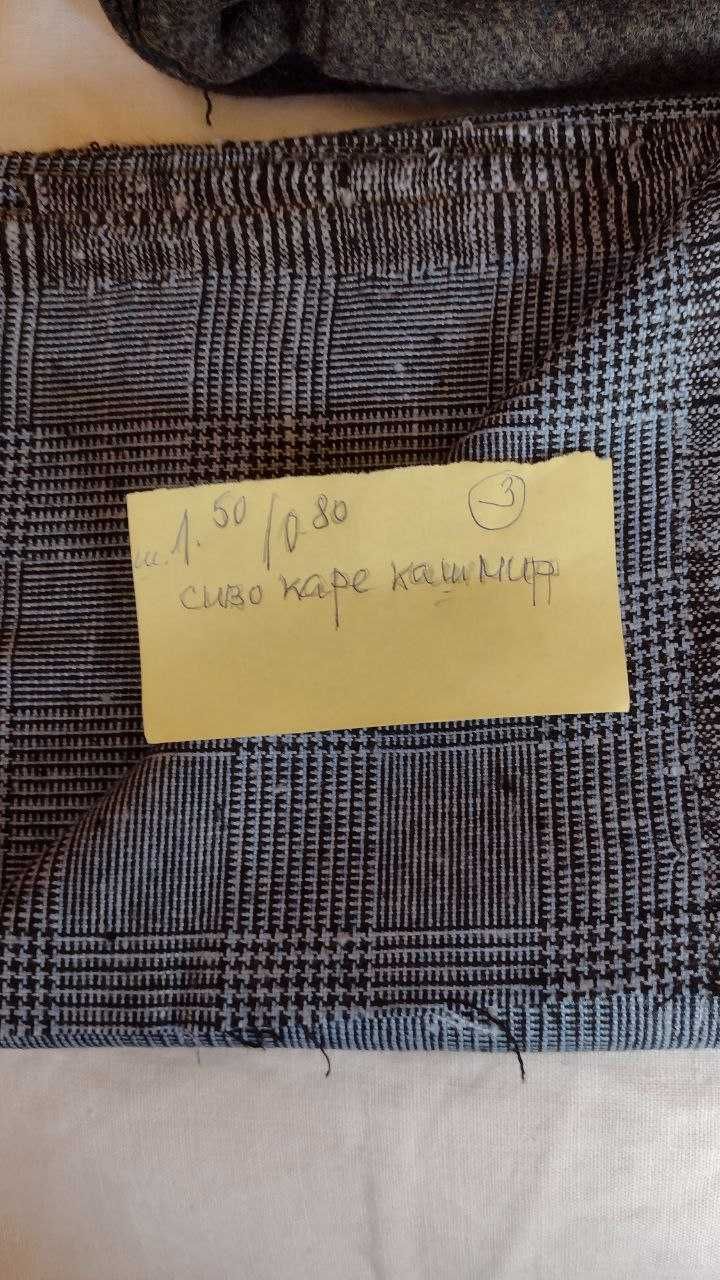 ш. 1.50/0.80 3
сиво каре кашмир